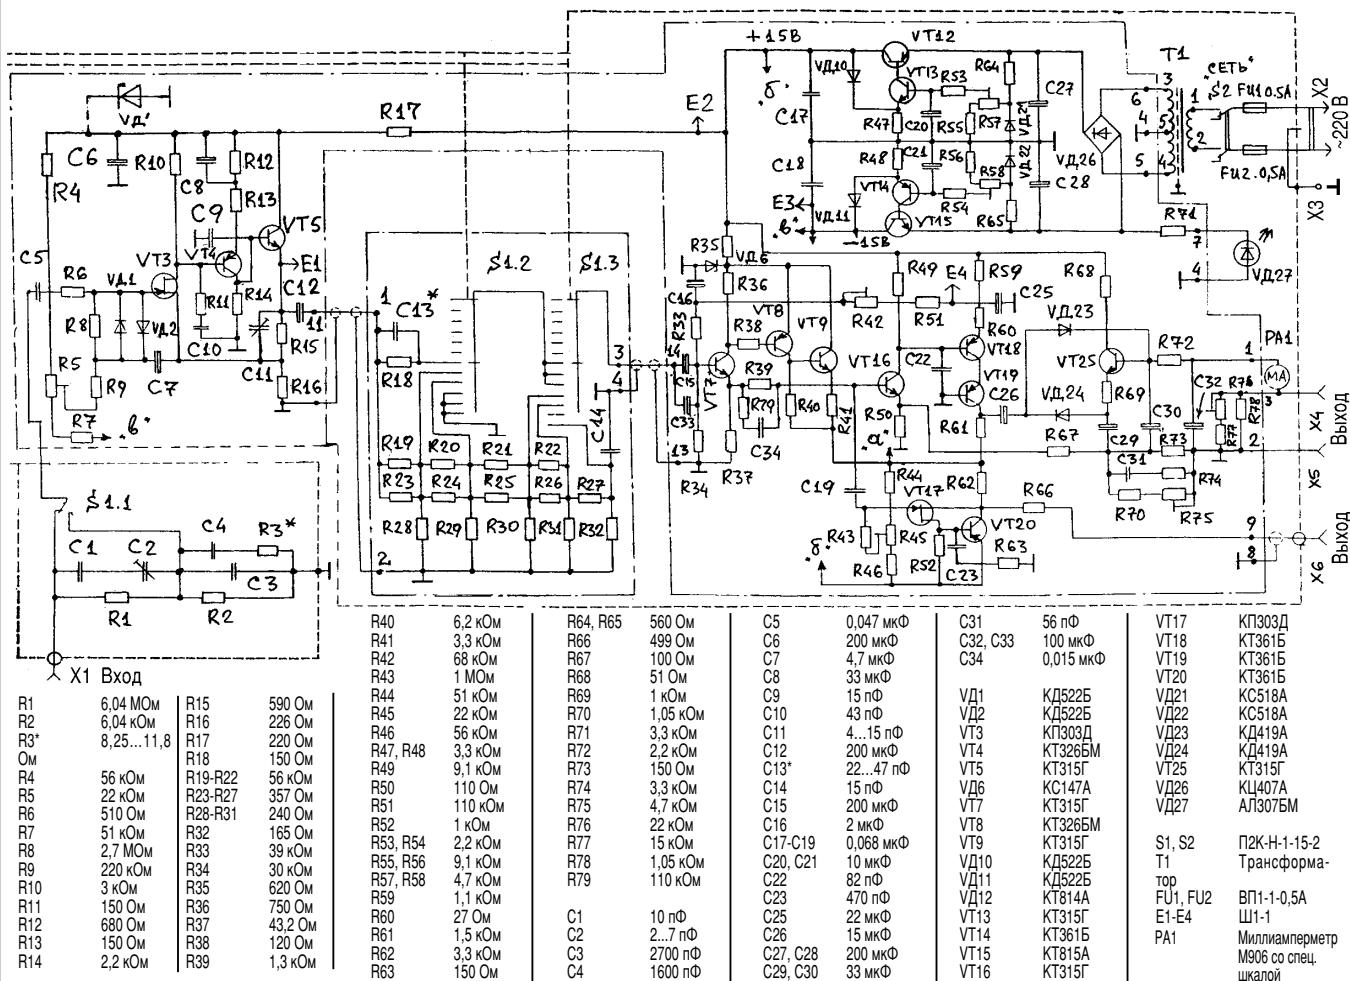 +15В
VT12
T1
"СЕТЬ"
S2 FU1 0.5А
X2
~220 В
FU2.0,5А
X3
VД'
R17
E2
"б"
VД10
VT13
R53
R64
C27
C17
R47
C20
R55
R57
VД21
C18
R48
C21
R56
R58
VД22
VД26
C28
E3
VT14
R54
"в"
VД11
VT15
R65
-15В
3
6
1
4
5
5
4
2
R71
7
4
VД27
C6
R10
R12
R4
C8
R13
C9
VT5
VT4
E1
C5
VT3
R6
VД1
R11
R14
C12
11
R8
VД2
C10
R15
R5
C7
C11
R9
R16
R7
"в"
S1.2
S1.3
1
C13*
R18
3
4
C14
R19
R20
R21
R22
R23
R24
R25
R26
R27
R28
R29
R30
R31
R32
2
R35
VД6
R36
C16
R33
14
C15
C33
VT7
13
R34
R37
R38
VT8
VT9
R39
R79
C34
R40
R41
R42
R49
R51
E4
R59
C25
R60
VT16
C22
VT18
VT19
C26
R50
R61
"а"
R44
R62
C19
VT17
R43
R45
R46
R52
C23
VT20
R63
"б"
R66
R67
R68
VД23
VT25
R69
VД24
C29
C30
R72
R73
C31
R74
R70
R75
C32
R76
R77
R78
PA1
МА
1
3
2
9
8
X4
Выход
X5
X6
Выход
S1.1
C4
R3*
C1
C2
C3
R1
R2
X1 Вход
R1 6,04 МОм
R2 6,04 кОм
R3* 8,25...11,8
Ом
R4 56 кОм
R5 22 кОм
R6 510 Ом
R7 51 кОм
R8 2,7 МОм
R9 220 кОм
R10 3 кОм
R11 150 Ом
R12 680 Ом
R13 150 Ом
R14 2,2 кОм
R15 590 Ом
R16 226 Ом
R17 220 Ом
R18 150 Ом
R19-R22 56 кОм
R23-R27 357 Ом
R28-R31 240 Ом
R32 165 Ом
R33 39 кОм
R34 30 кОм
R35 620 Ом
R36 750 Ом
R37 43,2 Ом
R38 120 Ом
R39 1,3 кОм
R40 6,2 кОм
R41 3,3 кОм
R42 68 кОм
R43 1 МОм
R44 51 кОм
R45 22 кОм
R46 56 кОм
R47, R48 3,3 кОм
R49 9,1 кОм
R50 110 Ом
R51 110 кОм
R52 1 кОм
R53, R54 2,2 кОм
R55, R56 9,1 кОм
R57, R58 4,7 кОм
R59 1,1 кОм
R60 27 Ом
R61 1,5 кОм
R62 3,3 кОм
R63 150 Ом
R64, R65 560 Ом
R66 499 Ом
R67 100 Ом
R68 51 Ом
R69 1 кОм
R70 1,05 кОм
R71 3,3 кОм
R72 2,2 кОм
R73 150 Ом
R74 3,3 кОм
R75 4,7 кОм
R76 22 кОм
R77 15 кОм
R78 1,05 кОм
R79 110 кОм
C1 10 пФ
C2 2...7 пФ
C3 2700 пФ
C4 1600 пФ
C5 0,047 мкФ
C6 200 мкФ
C7 4,7 мкФ
C8 33 мкФ
C9 15 пФ
C10 43 пФ
C11 4...15 пФ
C12 200 мкФ
C13* 22...47 пФ
C14 15 пФ
C15 200 мкФ
C16 2 мкФ
C17-C19 0,068 мкФ
C20, C21 10 мкФ
C22 82 пФ
C23 470 пФ
C25 22 мкФ
C26 15 мкФ
C27, C28 200 мкФ
C29, C30 33 мкФ
C31 56 пФ
C32, C33 100 мкФ
C34 0,015 мкФ
VД1 КД522Б
VД2 КД522Б
VT3 КП303Д
VT4 КТ326БМ
VT5 КТ315Г
VД6 КС147А
VT7 КТ315Г
VT8 КТ326БМ
VT9 КТ315Г
VД10 КД522Б
VД11 КД522Б
VД12 КТ814А
VT13 КТ315Г
VT14 КТ361Б
VT15 КТ815А
VT16 КТ315Г
VT17 КП303Д
VT18 КТ361Б
VT19 КТ361Б
VT20 КТ361Б
VД21 КС518А
VД22 КС518А
VД23 КД419А
VД24 КД419А
VT25 КТ315Г
VД26 КЦ407А
VД27 АЛ307БМ
S1, S2 П2К-Н-1-15-2
T1 Трансформа-
тор
FU1, FU2 ВП1-1-0,5А
E1-E4 Ш1-1
PA1 Миллиамперметр
М906 со спец.
шкалой